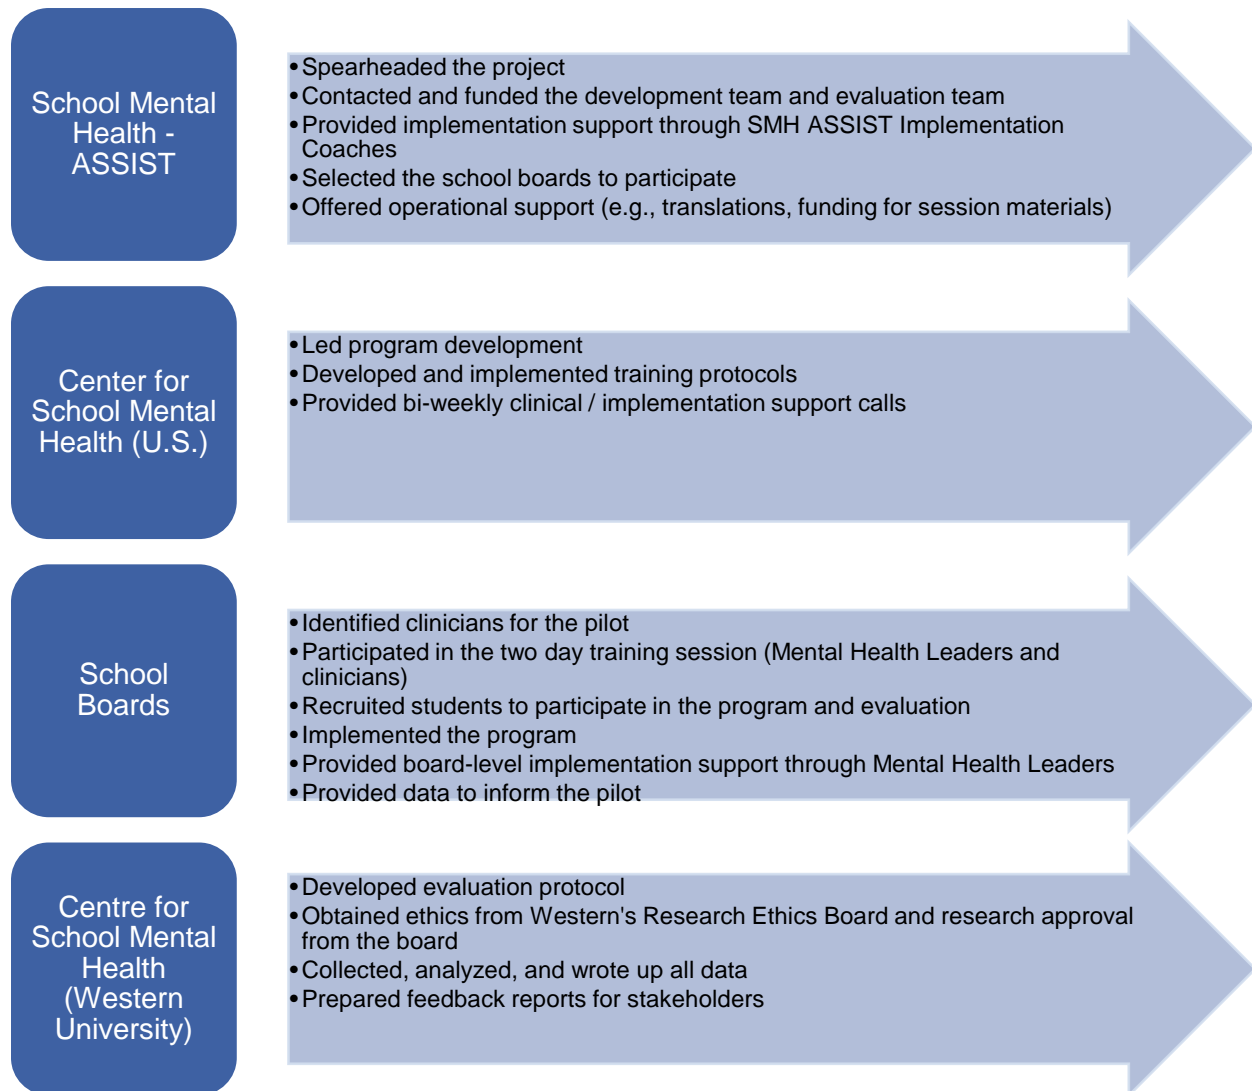 School Mental
Health -
ASSIST
•Spearheaded the project
•Contacted and funded the development team and evaluation team
•Provided implementation support through SMH ASSIST Implementation
Coaches
•Selected the school boards to participate
•Offered operational support (e.g., translations, funding for session materials)
Center for
School Mental
Health (U.S.)
•Led program development
•Developed and implemented training protocols
•Provided bi-weekly clinical / implementation support calls
School
Boards
•Identified clinicians for the pilot
•Participated in the two day training session (Mental Health Leaders and
clinicians)
•Recruited students to participate in the program and evaluation
•Implemented the program
•Provided board-level implementation support through Mental Health Leaders
•Provided data to inform the pilot
Centre for
School Mental
Health
(Western
University)
•Developed evaluation protocol
•Obtained ethics from Western's Research Ethics Board and research approval
from the board
•Collected, analyzed, and wrote up all data
•Prepared feedback reports for stakeholders